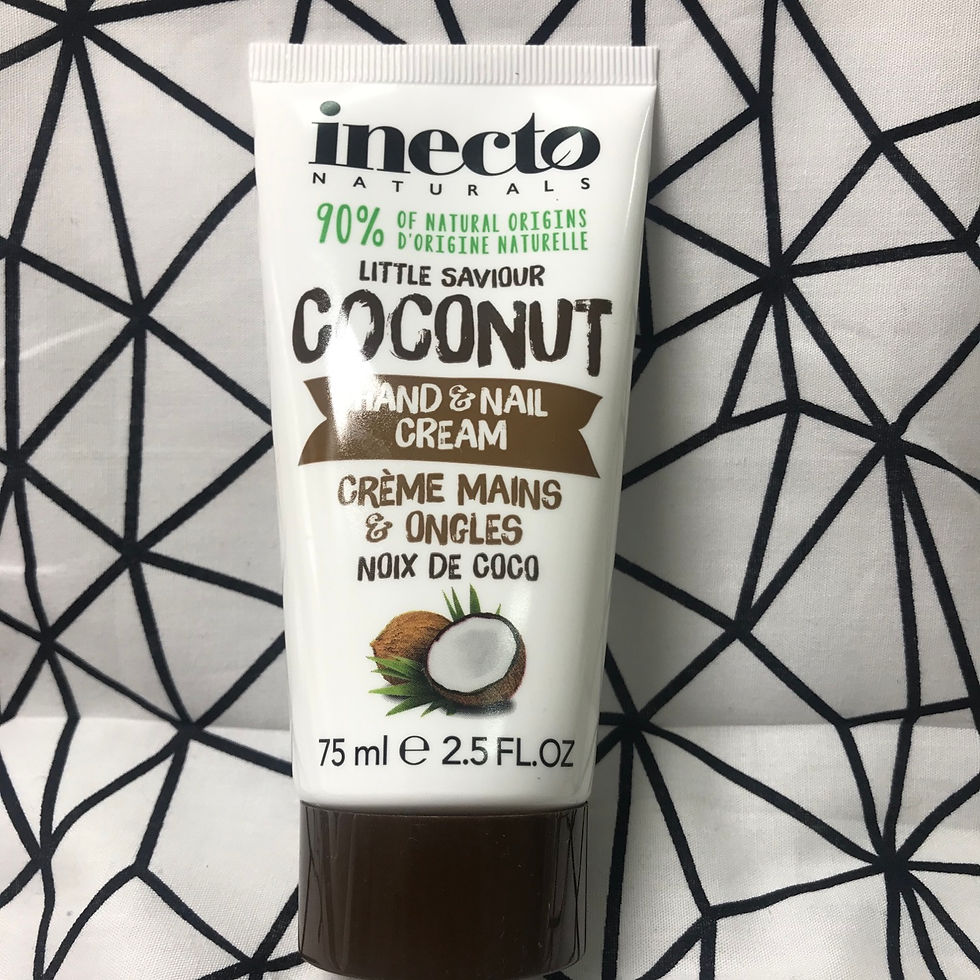 inecto
NATURALS
90% OF NATURAL ORIGINS
D'ORIGINE NATURELLE
LITTLE SAVIOUR
COCONUT
HAND & NAIL
CREAM
CRÈME MAINS
& ONGLES
NOIX DE COCO
75 ml e 2.5 FL.OZ